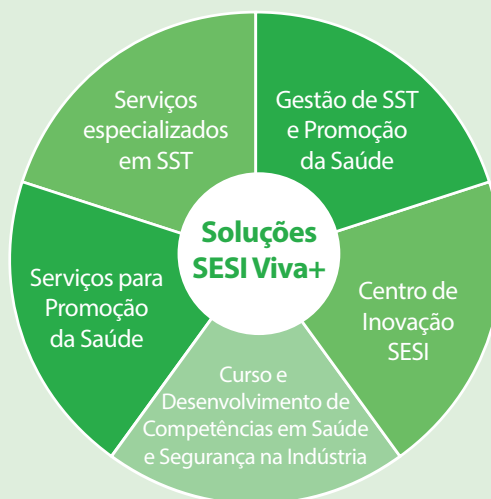 Soluções
SESI Viva+
Gestão de SST
e Promoção
da Saúde
Centro de
Inovação
SESI
Curso e
Desenvolvimento de
Competências em Saúde
e Segurança na Indústria
Serviços para
Promoção
da Saúde
Serviços
especializados
em SST